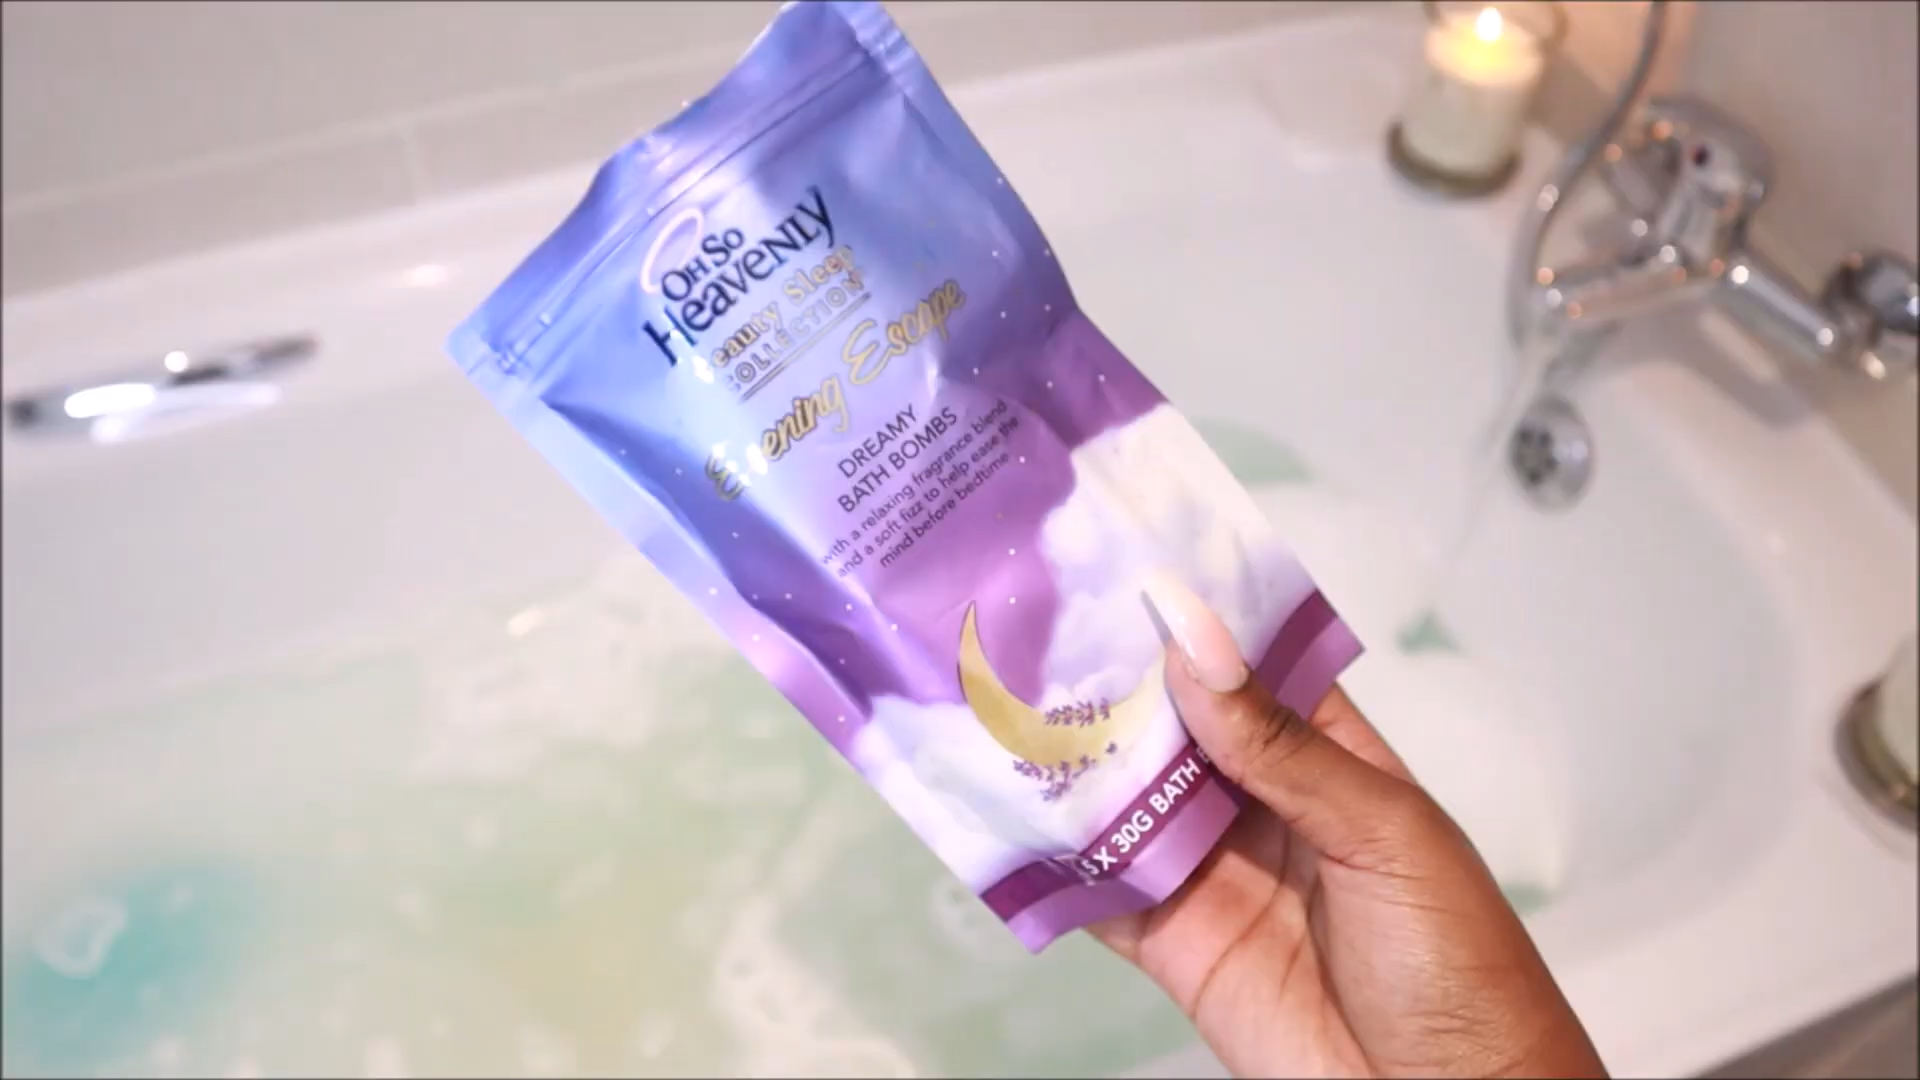 OH SO
HEAVENLY
Beauty Sleep
COLLECTION
Evening Escape
DREAMY
BATH BOMBS
with a relaxing fragrance blend
and a soft fizz to help ease the
mind before bedtime
5 X 30G BATH